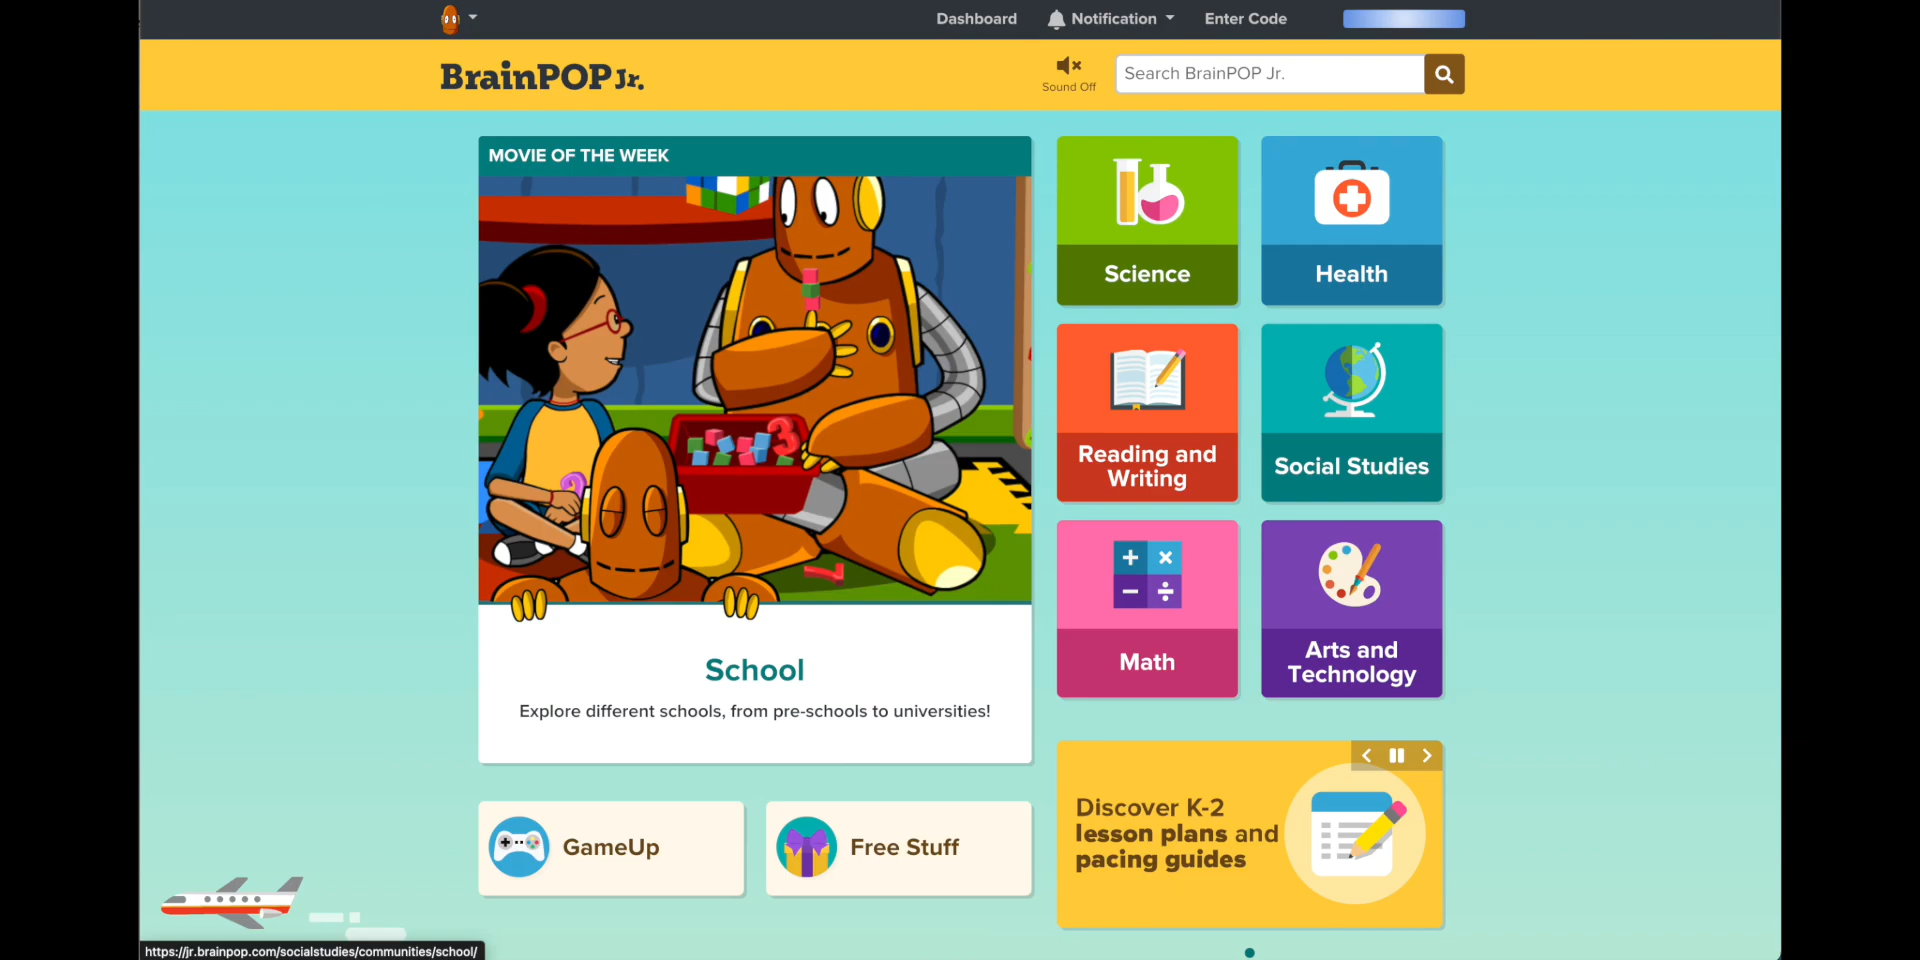 Dashboard
Notification
Enter Code
BrainPOP Jr.
Sound Off
Search BrainPOP Jr.
MOVIE OF THE WEEK
3
School
Explore different schools, from pre-schools to universities!
Science
Health
Reading and
Writing
Social Studies
Math
Arts and
Technology
GameUp
Free Stuff
Discover K-2
lesson plans and
pacing guides
https://jr.brainpop.com/socialstudies/communities/school/